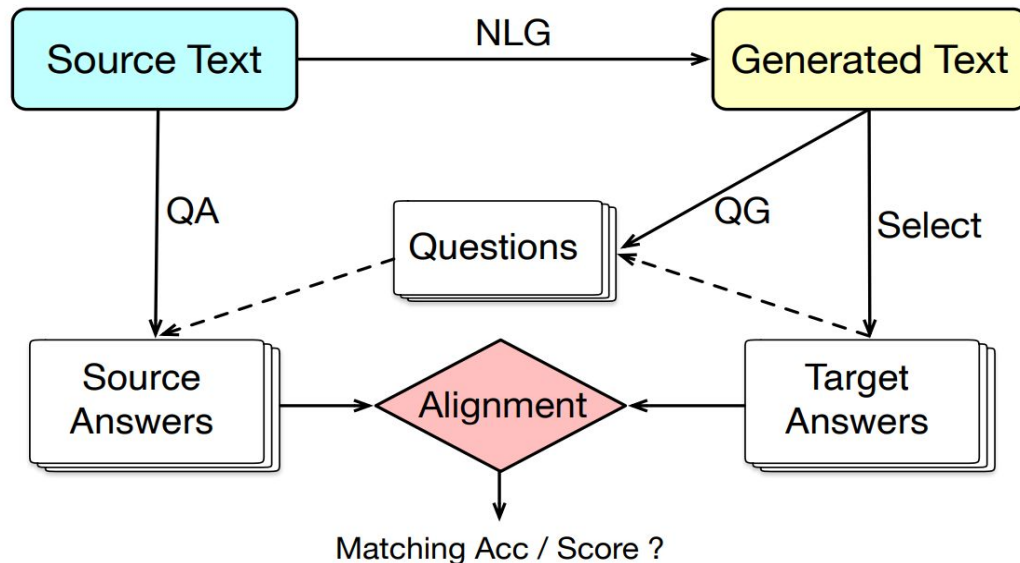 NLG
Source Text
Generated Text
QA
QG
Select
Questions
Source
Answers
Alignment
Target
Answers
Matching Acc / Score ?